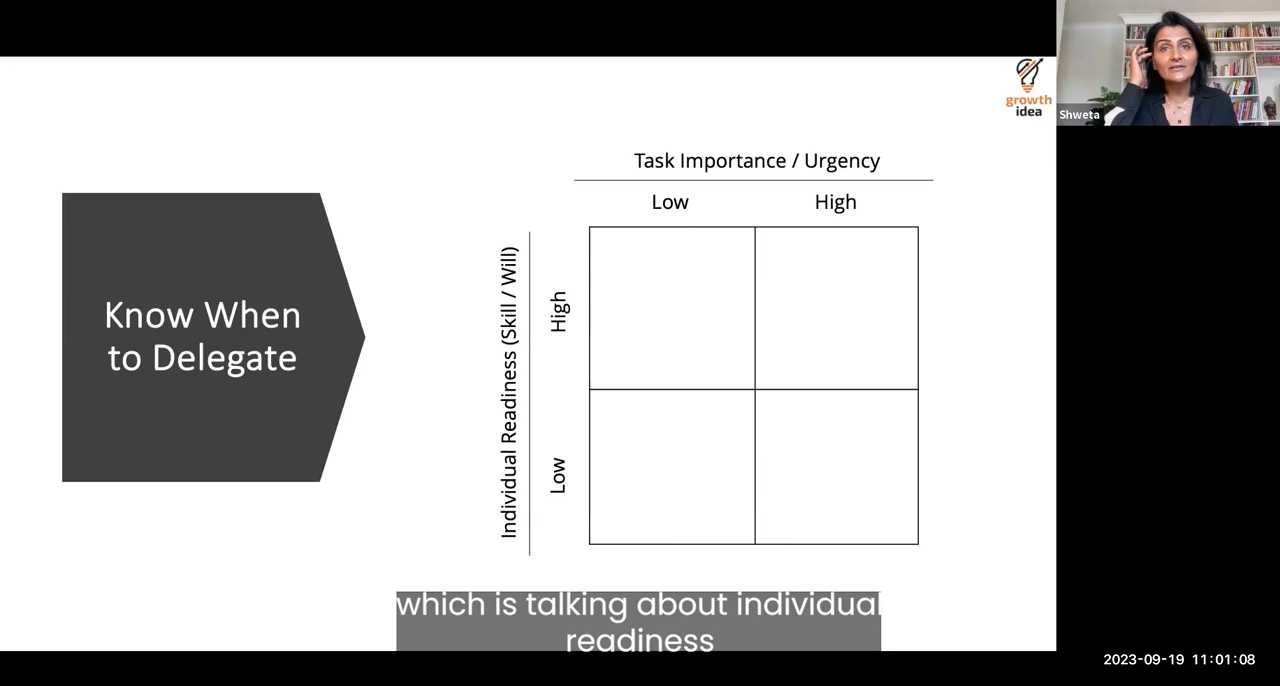 growth
idea
Shweta
Task Importance / Urgency
Low
High
Know When
to Delegate
Individual Readiness (Skill / Will)
High
Low
which is talking about individual
readiness
2023-09-19 11:01:08